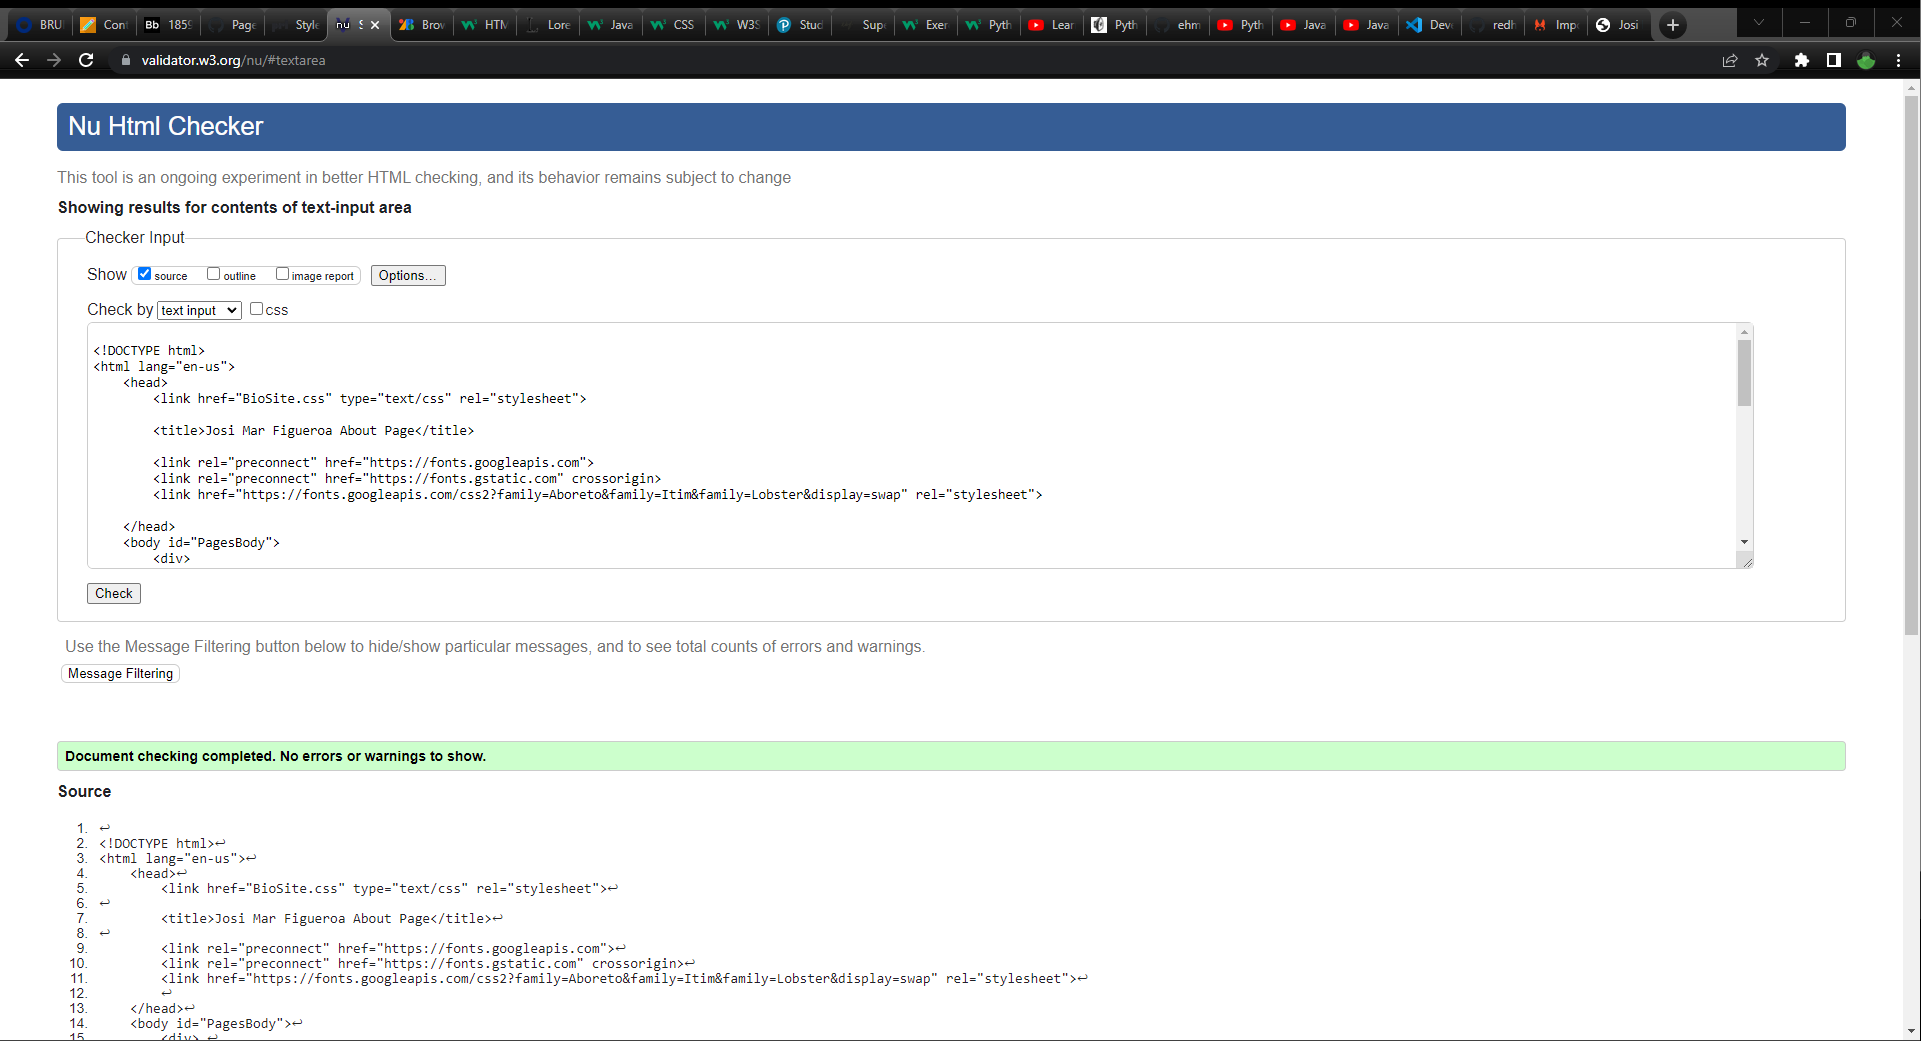 BRU
Cont
Bb 1859
Page
Style
nu S
Brow
HTM
Lore
Java
CSS
W3S
Stud
Supe
Exer
Pyth
Lear
Pyth
ehm
Pyth
Java
Java
Deve
redh
Impo
Josi
validator.w3.org/nu/#textarea
Nu Html Checker
This tool is an ongoing experiment in better HTML checking, and its behavior remains subject to change
Showing results for contents of text-input area
Checker Input
Show source outline image report Options...
Check by text input css
<!DOCTYPE html>
<html lang="en-us">
<head>
<link href="BioSite.css" type="text/css" rel="stylesheet">
<title>Josi Mar Figueroa About Page</title>
<link rel="preconnect" href="https://fonts.googleapis.com">
<link rel="preconnect" href="https://fonts.gstatic.com" crossorigin>
<link href="https://fonts.googleapis.com/css2?family=Aboreto&family=Itim&family=Lobster&display=swap" rel="stylesheet">
</head>
<body id="PagesBody">
<div>
Check
Use the Message Filtering button below to hide/show particular messages, and to see total counts of errors and warnings.
Message Filtering
Document checking completed. No errors or warnings to show.
Source
1. ↩
2. <!DOCTYPE html>↩
3. <html lang="en-us">↩
4. <head>↩
5. <link href="BioSite.css" type="text/css" rel="stylesheet">↩
6. ↩
7. <title>Josi Mar Figueroa About Page</title>↩
8. ↩
9. <link rel="preconnect" href="https://fonts.googleapis.com">↩
10. <link rel="preconnect" href="https://fonts.gstatic.com" crossorigin>↩
11. <link href="https://fonts.googleapis.com/css2?family=Aboreto&family=Itim&family=Lobster&display=swap" rel="stylesheet">↩
12. ↩
13. </head>↩
14. <body id="PagesBody">↩
15. <div> ↩